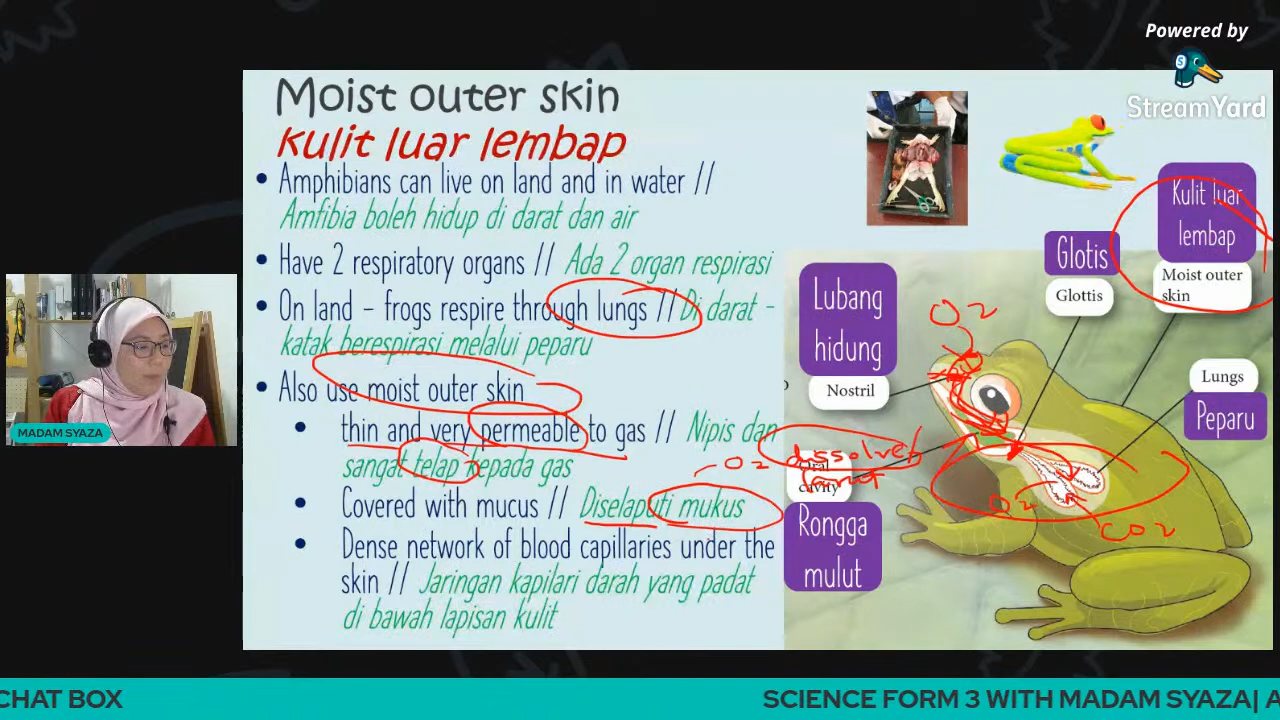 Powered by
StreamYard
Moist outer skin
kulit luar lembap
• Amphibians can live on land and in water //
Amfibia boleh hidup di darat dan air
• Have 2 respiratory organs // Ada 2 organ respirasi
• On land – frogs respire through lungs // Di darat –
katak berespirasi melalui peparu
• Also use moist outer skin
• thin and very permeable to gas // Nipis dan
sangat telap kepada gas
• Covered with mucus // Diselaputi mukus
• Dense network of blood capillaries under the
skin // Jaringan kapilari darah yang padat
di bawah lapisan kulit
Kulit luar
lembap
Moist outer
skin
Glotis
Glottis
Lubang
hidung
Nostril
O2
Lungs
Peparu
O2 dissolve
larut
Oral
cavity
Rongga
mulut
O2
CO2
MADAM SYAZA
CHAT BOX
SCIENCE FORM 3 WITH MADAM SYAZA| A